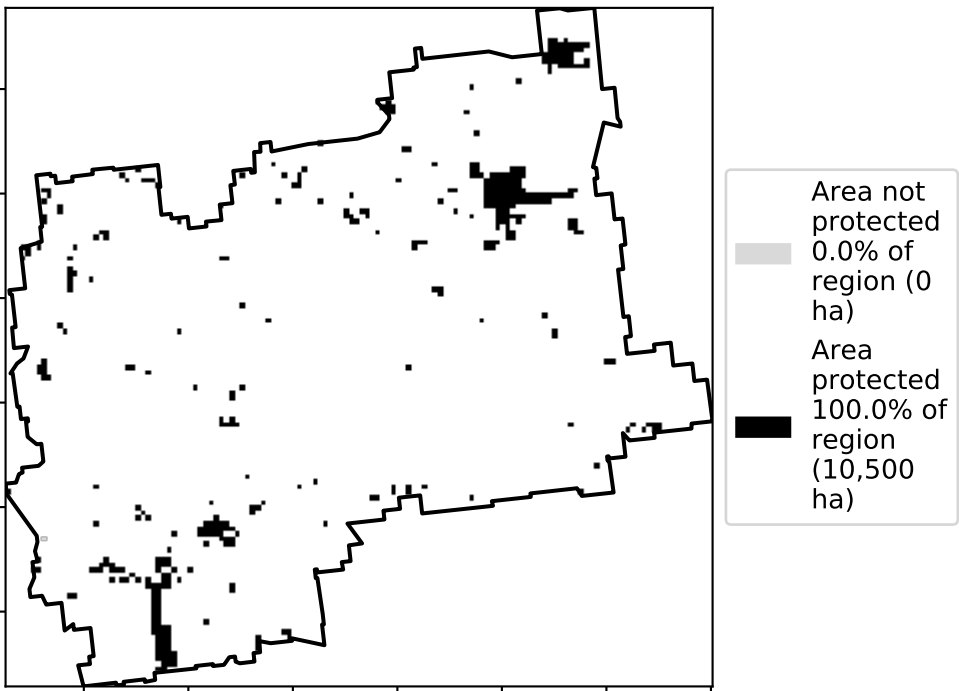 Area not
protected
0.0% of
region (0
ha)
Area
protected
100.0% of
region
(10,500
ha)